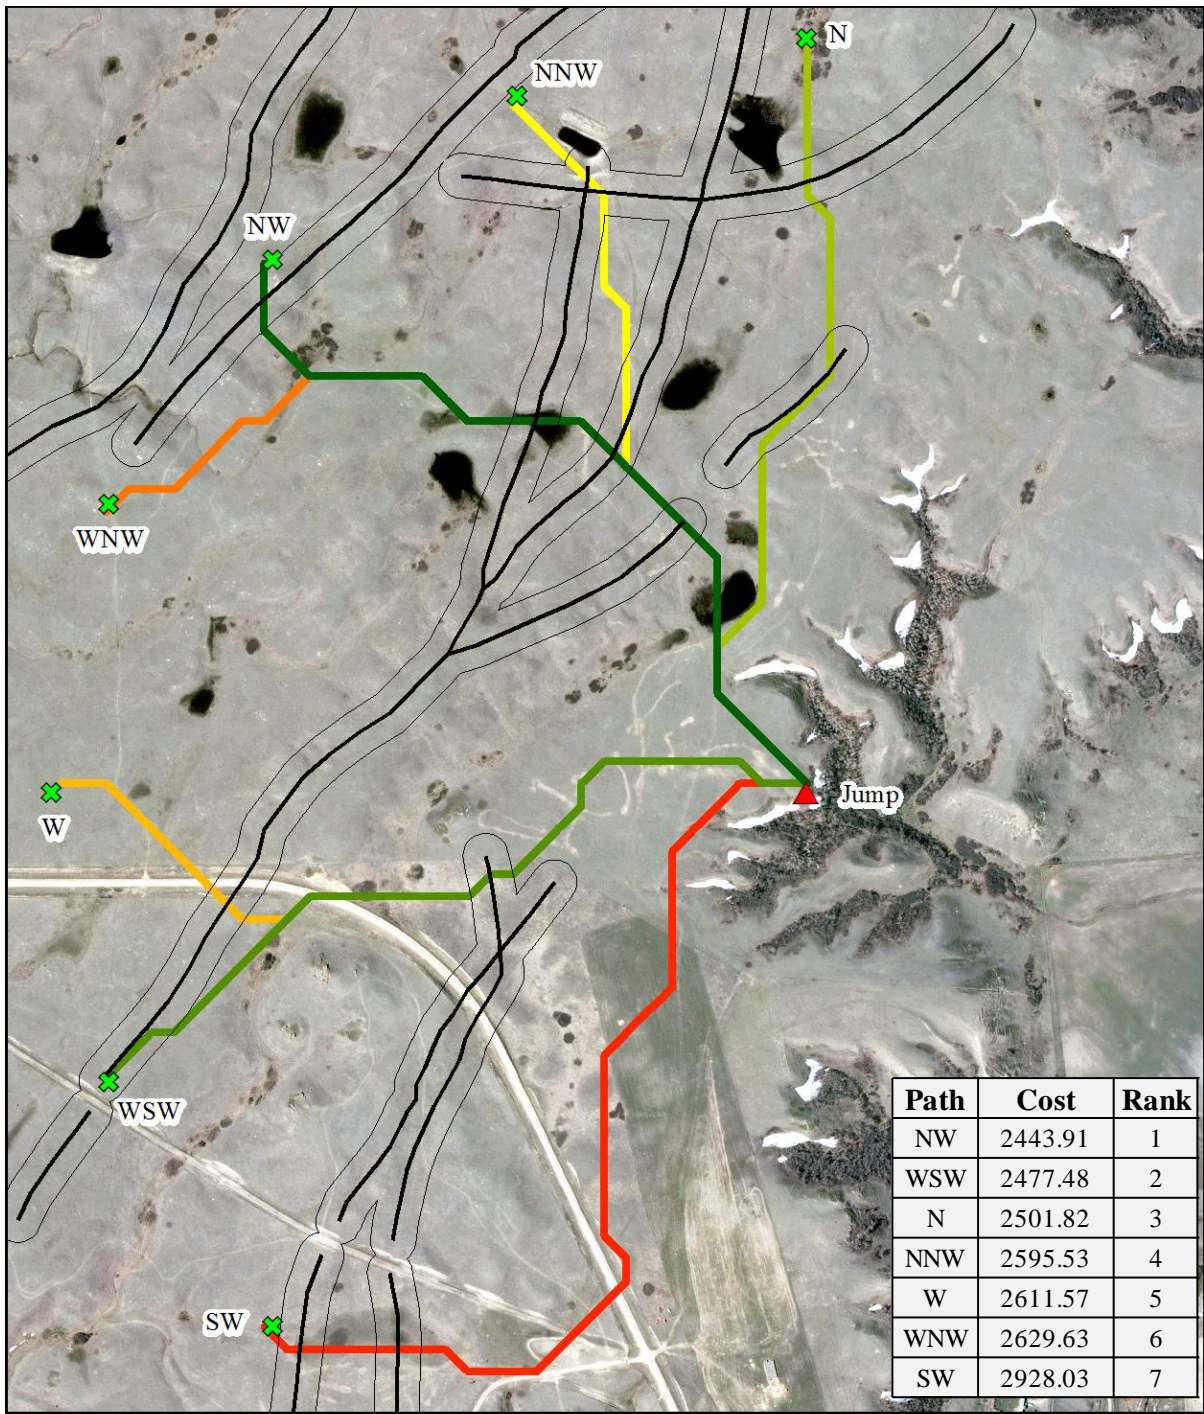 N
NNW
NW
WNW
W
Jump
WSW
SW
Path Cost Rank
NW 2443.91 1
WSW 2477.48 2
N 2501.82 3
NNW 2595.53 4
W 2611.57 5
WNW 2629.63 6
SW 2928.03 7